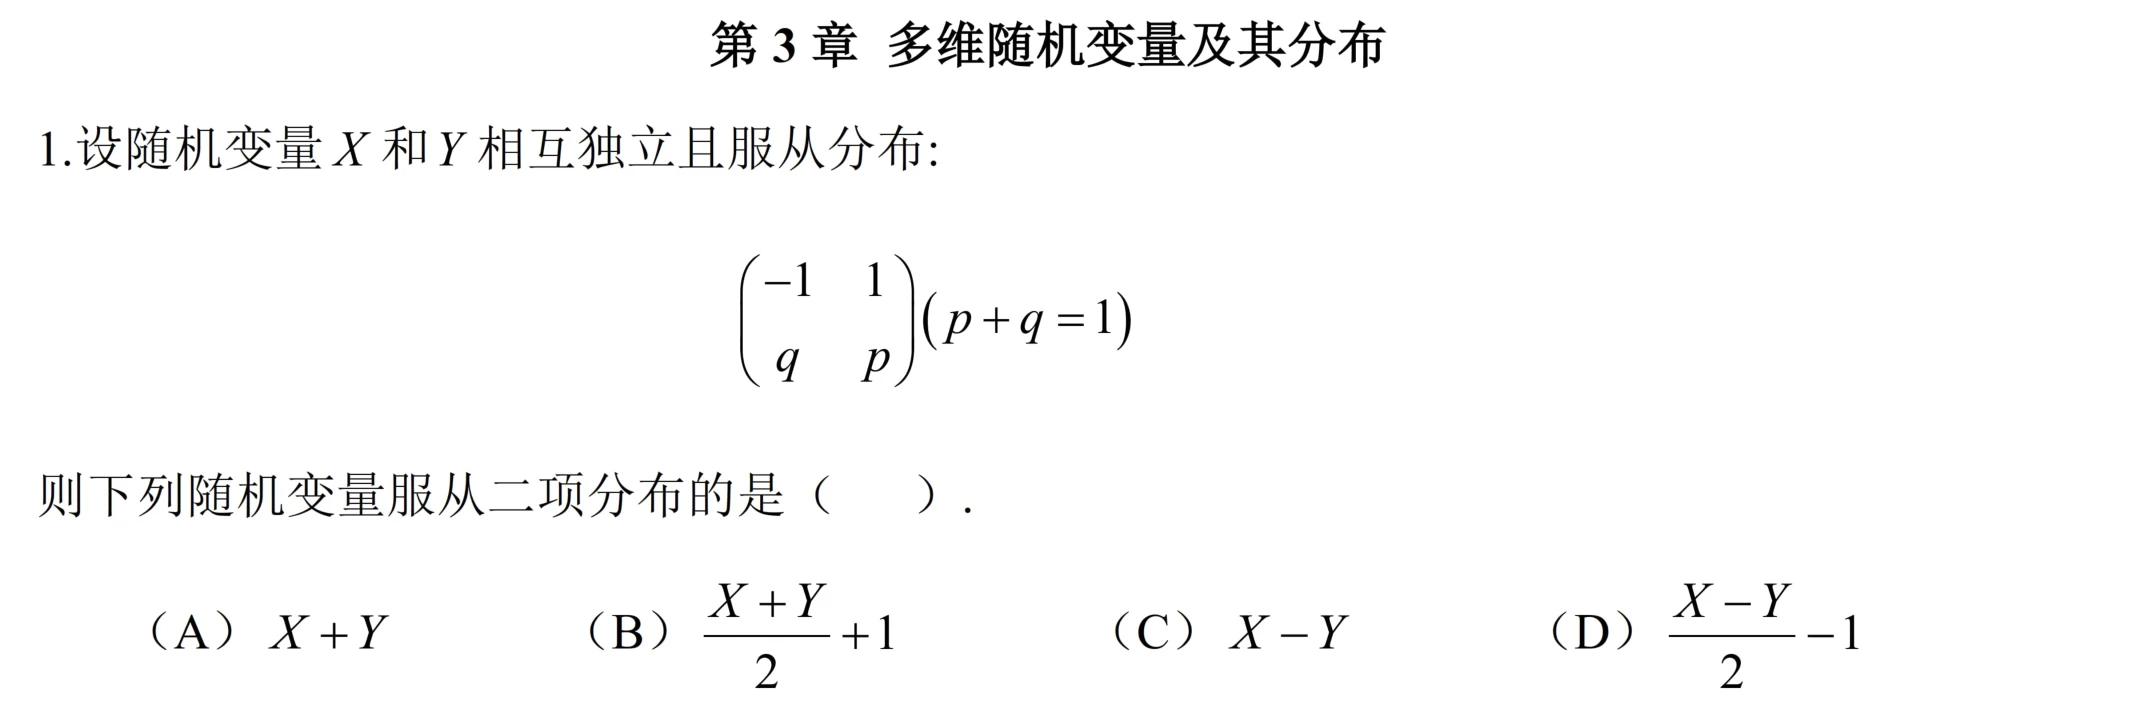 第 3 章 多维随机变量及其分布
1.设随机变量 X 和 Y 相互独立且服从分布:
\begin{pmatrix} -1 & 1 \\ q & p \end{pmatrix} (p + q = 1)
则下列随机变量服从二项分布的是（  ）.
（A） X + Y （B） \frac{X + Y}{2} + 1 （C） X − Y （D） \frac{X − Y}{2} − 1